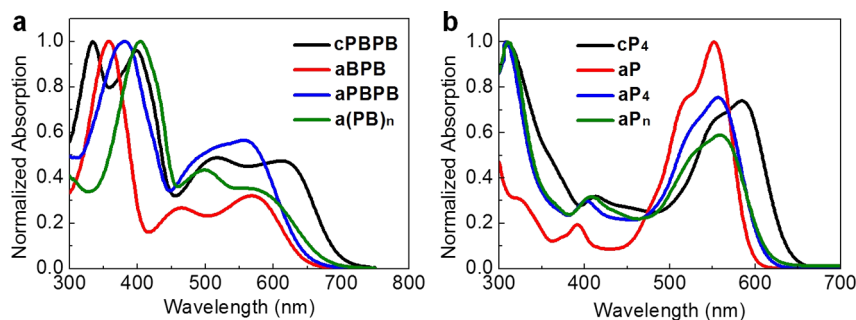 a
1.0
0.8
0.6
0.4
0.2
0.0
Normalized Absorption
300 400 500 600 700 800
Wavelength (nm)
cPBPB
aBPB
aPBPB
a(PB)n
b
1.0
0.8
0.6
0.4
0.2
0.0
Normalized Absorption
300 400 500 600 700
Wavelength (nm)
cP4
aP
aP4
aPn